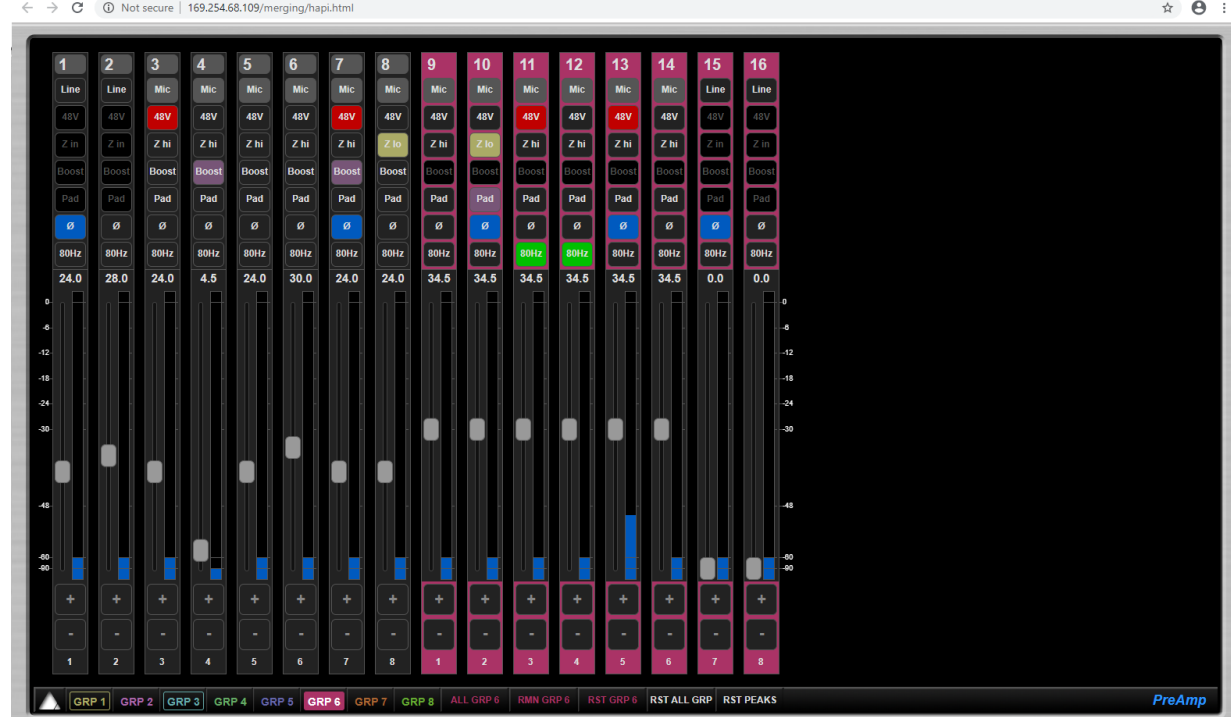 Not secure | 169.254.68.109/merging/hapi.html
1 2 3 4 5 6 7 8 9 10 11 12 13 14 15 16
Line Line Mic Mic Mic Mic Mic Mic Mic Mic Mic Mic Mic Mic Line Line
48V 48V 48V 48V 48V 48V 48V 48V 48V 48V 48V 48V 48V 48V 48V 48V
Z in Z in Z hi Z hi Z hi Z hi Z hi Z lo Z hi Z lo Z hi Z hi Z hi Z hi Z in Z in
Boost Boost Boost Boost Boost Boost Boost Boost Boost Boost Boost Boost Boost Boost Boost Boost
Pad Pad Pad Pad Pad Pad Pad Pad Pad Pad Pad Pad Pad Pad Pad Pad
Ø Ø Ø Ø Ø Ø Ø Ø Ø Ø Ø Ø Ø Ø Ø Ø
80Hz 80Hz 80Hz 80Hz 80Hz 80Hz 80Hz 80Hz 80Hz 80Hz 80Hz 80Hz 80Hz 80Hz 80Hz 80Hz
24.0 28.0 24.0 4.5 24.0 30.0 24.0 24.0 34.5 34.5 34.5 34.5 34.5 34.5 0.0 0.0
0 0
-6 -6
-12 -12
-18 -18
-24 -24
-30 -30
-48 -48
-60 -60
-90 -90
+ + + + + + + + + + + + + + + +
- - - - - - - - - - - - - - - -
1 2 3 4 5 6 7 8 1 2 3 4 5 6 7 8
GRP 1 GRP 2 GRP 3 GRP 4 GRP 5 GRP 6 GRP 7 GRP 8 ALL GRP 6 RMN GRP 6 RST GRP 6 RST ALL GRP RST PEAKS PreAmp